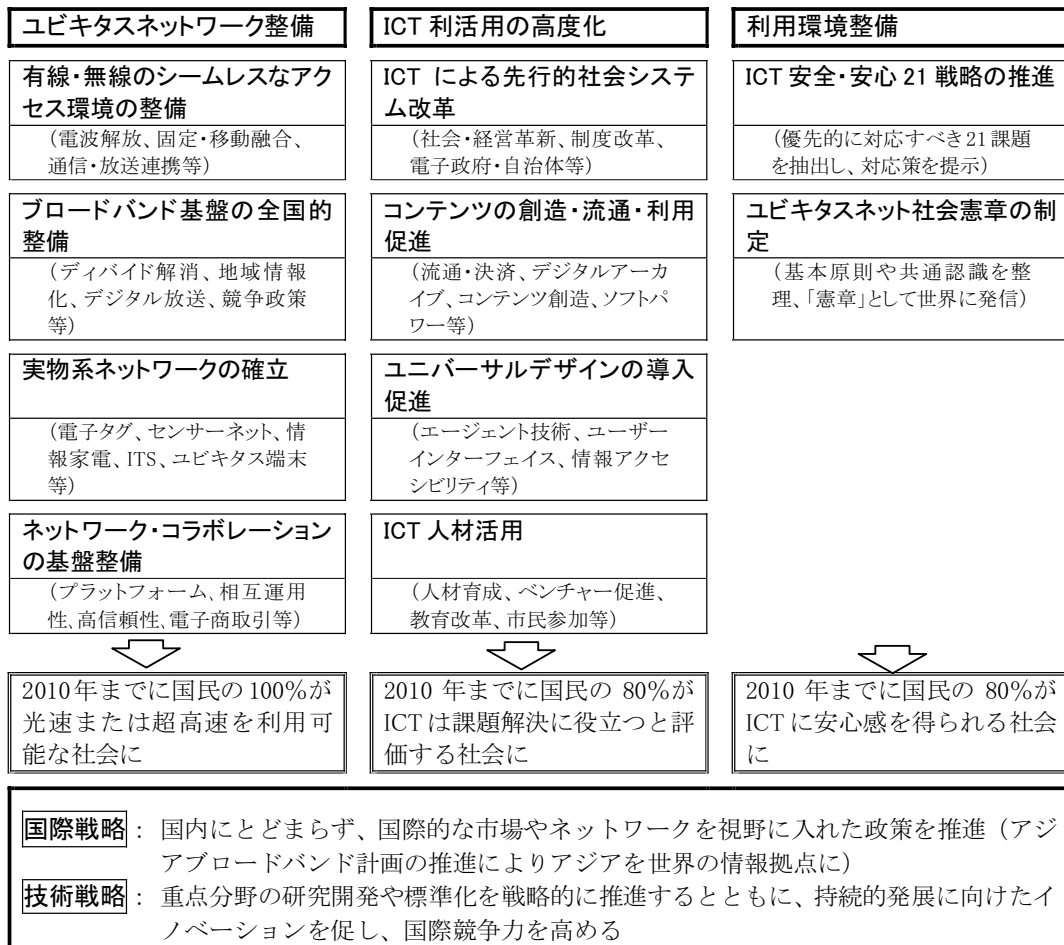 ユビキタスネットワーク整備
有線・無線のシームレスなアク
セス環境の整備
(電波解放、固定・移動融合、
通信・放送連携等)
ブロードバンド基盤の全国的
整備
(ディバイド解消、地域情報
化、デジタル放送、競争政策
等)
実物系ネットワークの確立
(電子タグ、センサーネット、情
報家電、ITS、ユビキタス端末
等)
ネットワーク・コラボレーション
の基盤整備
(プラットフォーム、相互運用
性、高信頼性、電子商取引等)
2010年までに国民の100%が
光速または超高速を利用可
能な社会に
ICT 利活用の高度化
ICT による先行的社会システ
ム改革
(社会・経営革新、制度改革、
電子政府・自治体等)
コンテンツの創造・流通・利用
促進
(流通・決済、デジタルアーカ
イブ、コンテンツ創造、ソフトパ
ワー等)
ユニバーサルデザインの導入
促進
(エージェント技術、ユーザー
インターフェイス、情報アクセ
シビリティ等)
ICT 人材活用
(人材育成、ベンチャー促進、
教育改革、市民参加等)
2010 年までに国民の 80%が
ICTは課題解決に役立つと評
価する社会に
利用環境整備
ICT 安全・安心 21 戦略の推進
(優先的に対応すべき21課題
を抽出し、対応策を提示)
ユビキタスネット社会憲章の制
定
(基本原則や共通認識を整
理、「憲章」として世界に発信)
2010 年までに国民の 80%が
ICTに安心感を得られる社会
に
国際戦略: 国内にとどまらず、国際的な市場やネットワークを視野に入れた政策を推進(アジ
アブロードバンド計画の推進によりアジアを世界の情報拠点に)
技術戦略: 重点分野の研究開発や標準化を戦略的に推進するとともに、持続的発展に向けたイ
ノベーションを促し、国際競争力を高める